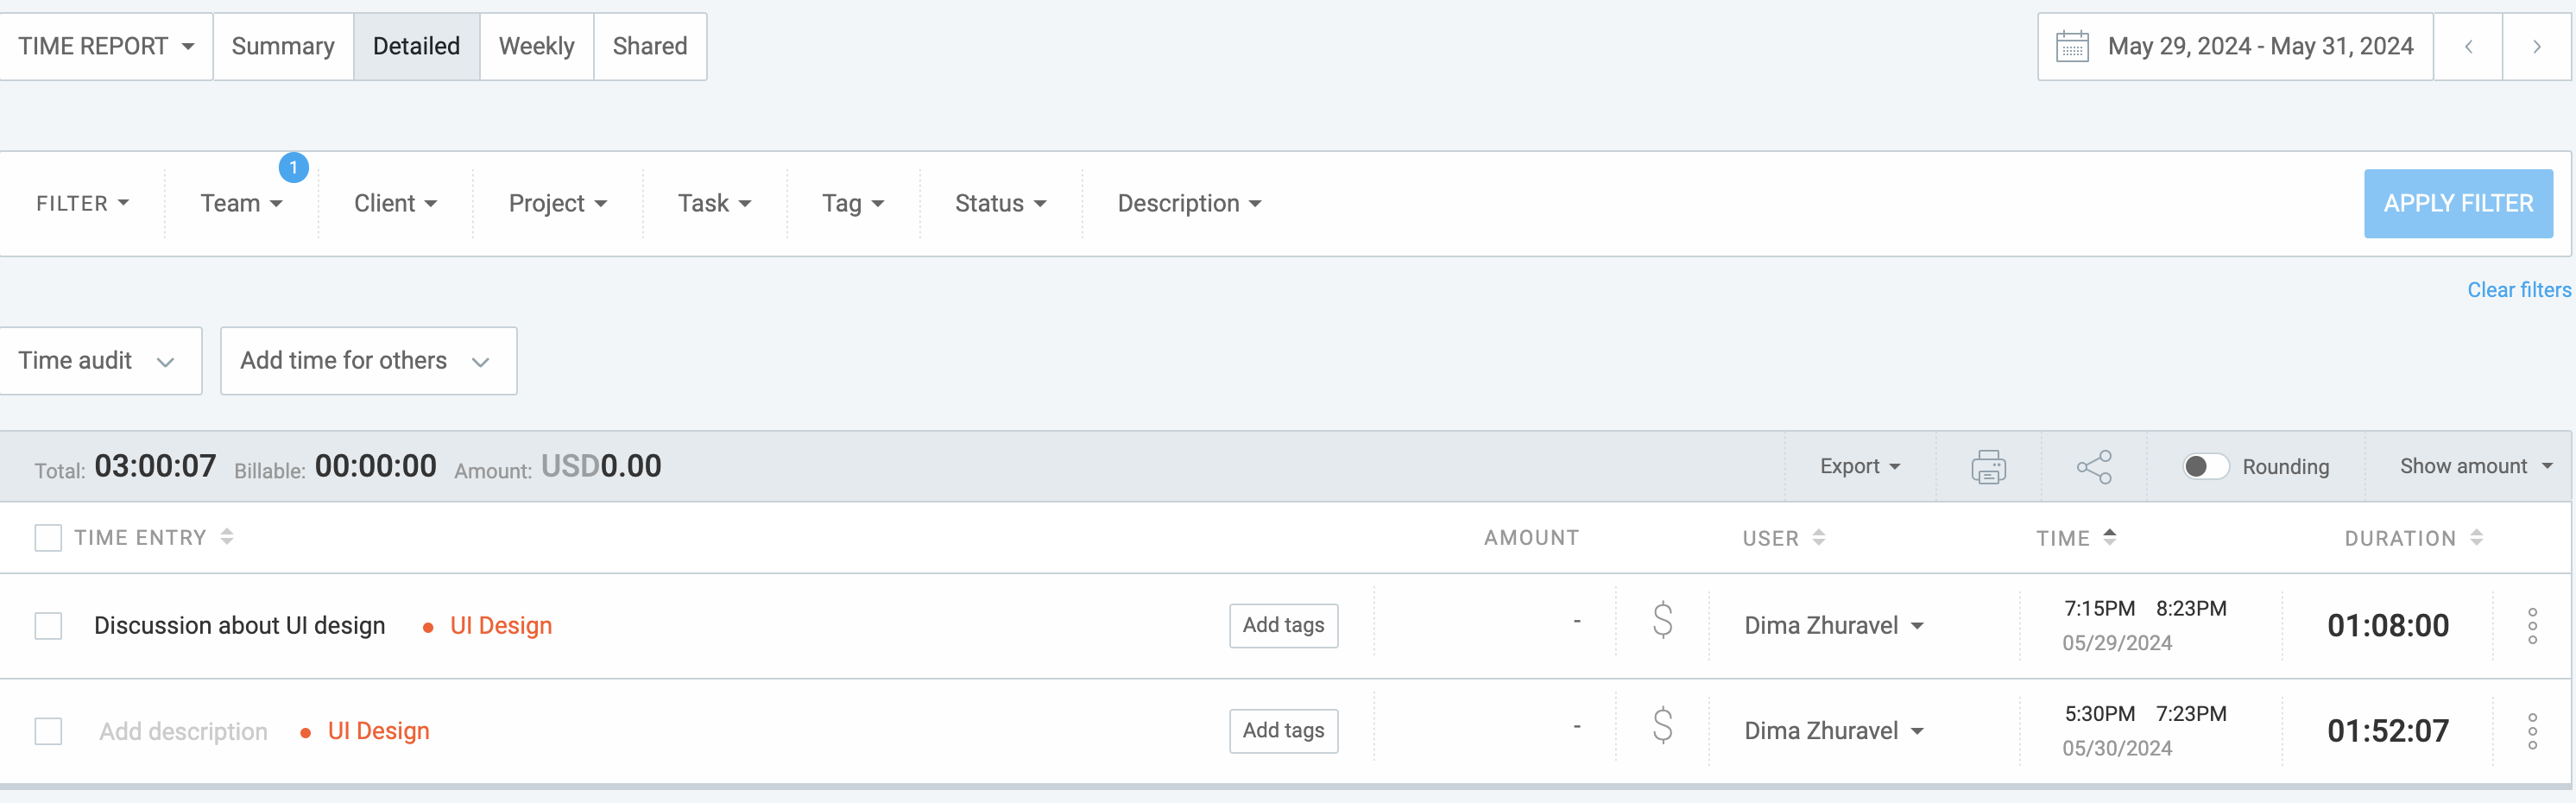 TIME REPORT Summary Detailed Weekly Shared May 29, 2024 - May 31, 2024
1
FILTER Team Client Project Task Tag Status Description APPLY FILTER
Clear filters
Time audit Add time for others
Total: 03:00:07 Billable: 00:00:00 Amount: USD0.00 Export Rounding Show amount
TIME ENTRY AMOUNT USER TIME DURATION
Discussion about UI design • UI Design Add tags - $ Dima Zhuravel 7:15PM 8:23PM 01:08:00
05/29/2024
Add description • UI Design Add tags - $ Dima Zhuravel 5:30PM 7:23PM 01:52:07
05/30/2024